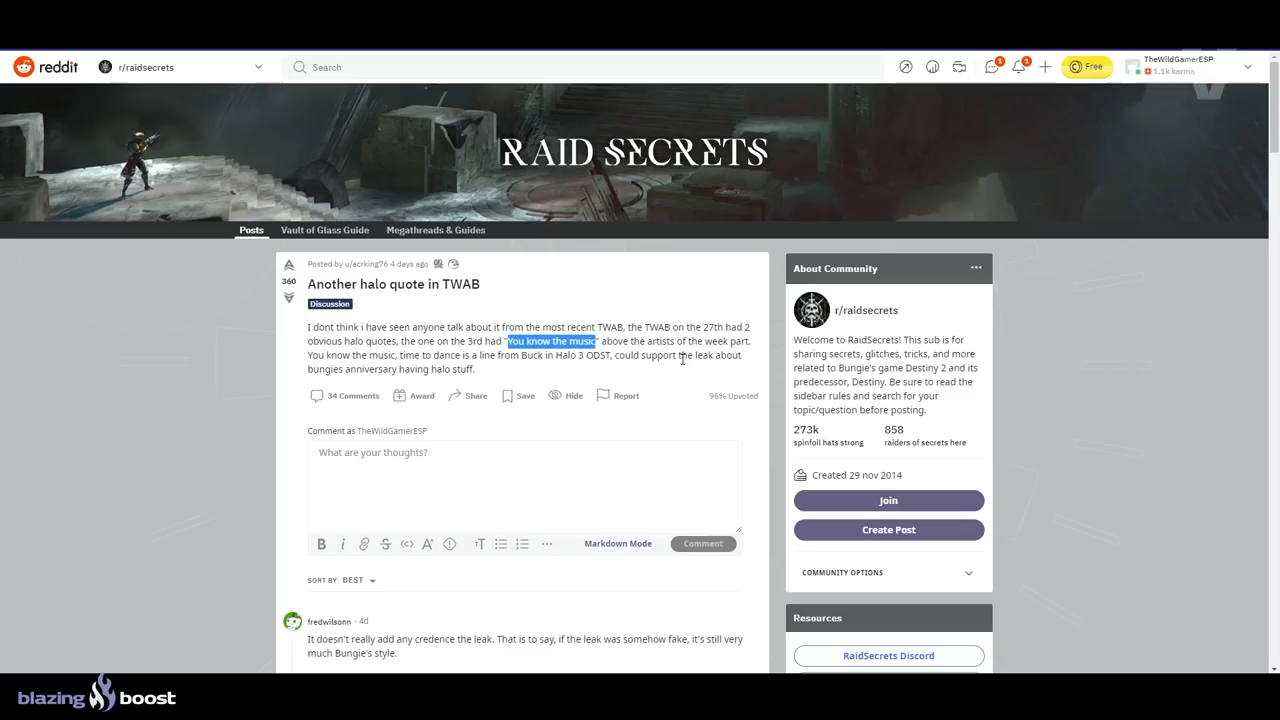 reddit
r/raidsecrets
Search
1
1
Free
TheWildGamerESP
1.1k karma
RAID SECRETS
Posts
Vault of Glass Guide
Megathreads & Guides
Posted by u/acrking76 4 days ago
360
Another halo quote in TWAB
Discussion
I dont think i have seen anyone talk about it from the most recent TWAB, the TWAB on the 27th had 2
obvious halo quotes, the one on the 3rd had "You know the music" above the artists of the week part.
You know the music, time to dance is a line from Buck in Halo 3 ODST, could support the leak about
bungies anniversary having halo stuff.
34 Comments
Award
Share
Save
Hide
Report
96% Upvoted
Comment as TheWildGamerESP
What are your thoughts?
B i
Markdown Mode
Comment
SORT BY BEST
fredwilsonn · 4d
It doesn't really add any credence the leak. That is to say, if the leak was somehow fake, it's still very
much Bungie's style.
About Community
r/raidsecrets
Welcome to RaidSecrets! This sub is for
sharing secrets, glitches, tricks, and more
related to Bungie's game Destiny 2 and its
predecessor, Destiny. Be sure to read the
sidebar rules and search for your
topic/question before posting.
273k 858
spinfoil hats strong raiders of secrets here
Created 29 nov 2014
Join
Create Post
COMMUNITY OPTIONS
Resources
RaidSecrets Discord
blazing boost